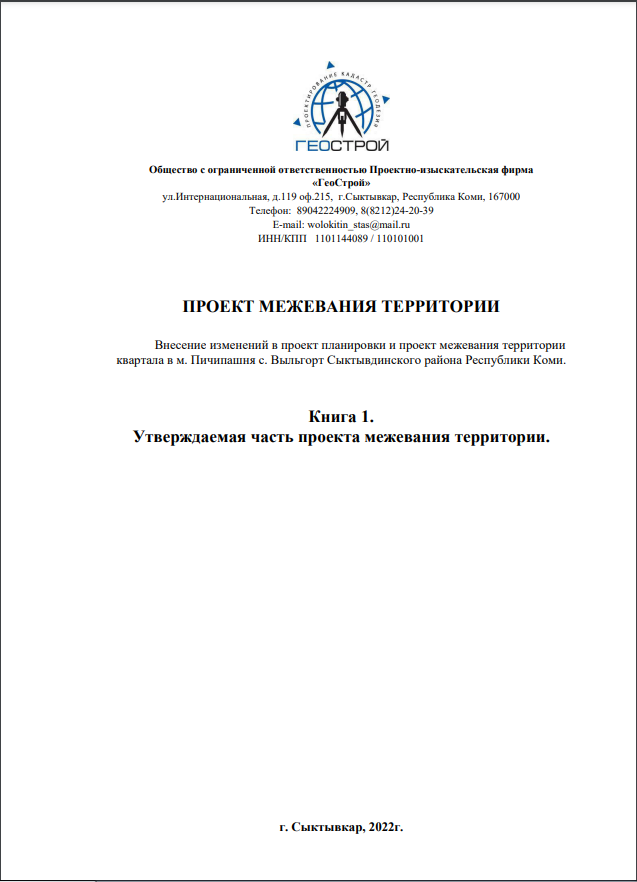 ПРОЕКТИРОВАНИЕ КАДАСТР ГЕОДЕЗИЯ
ГЕОСТРОЙ
Общество с ограниченной ответственностью Проектно-изыскательская фирма
«ГеоСтрой»
ул.Интернациональная, д.119 оф.215, г.Сыктывкар, Республика Коми, 167000
Телефон: 89042224909, 8(8212)24-20-39
E-mail: wolokitin_stas@mail.ru
ИНН/КПП 1101144089 / 110101001
ПРОЕКТ МЕЖЕВАНИЯ ТЕРРИТОРИИ
Внесение изменений в проект планировки и проект межевания территории
квартала в м. Пичипашня с. Выльгорт Сыктывдинского района Республики Коми.
Книга 1.
Утверждаемая часть проекта межевания территории.
г. Сыктывкар, 2022г.